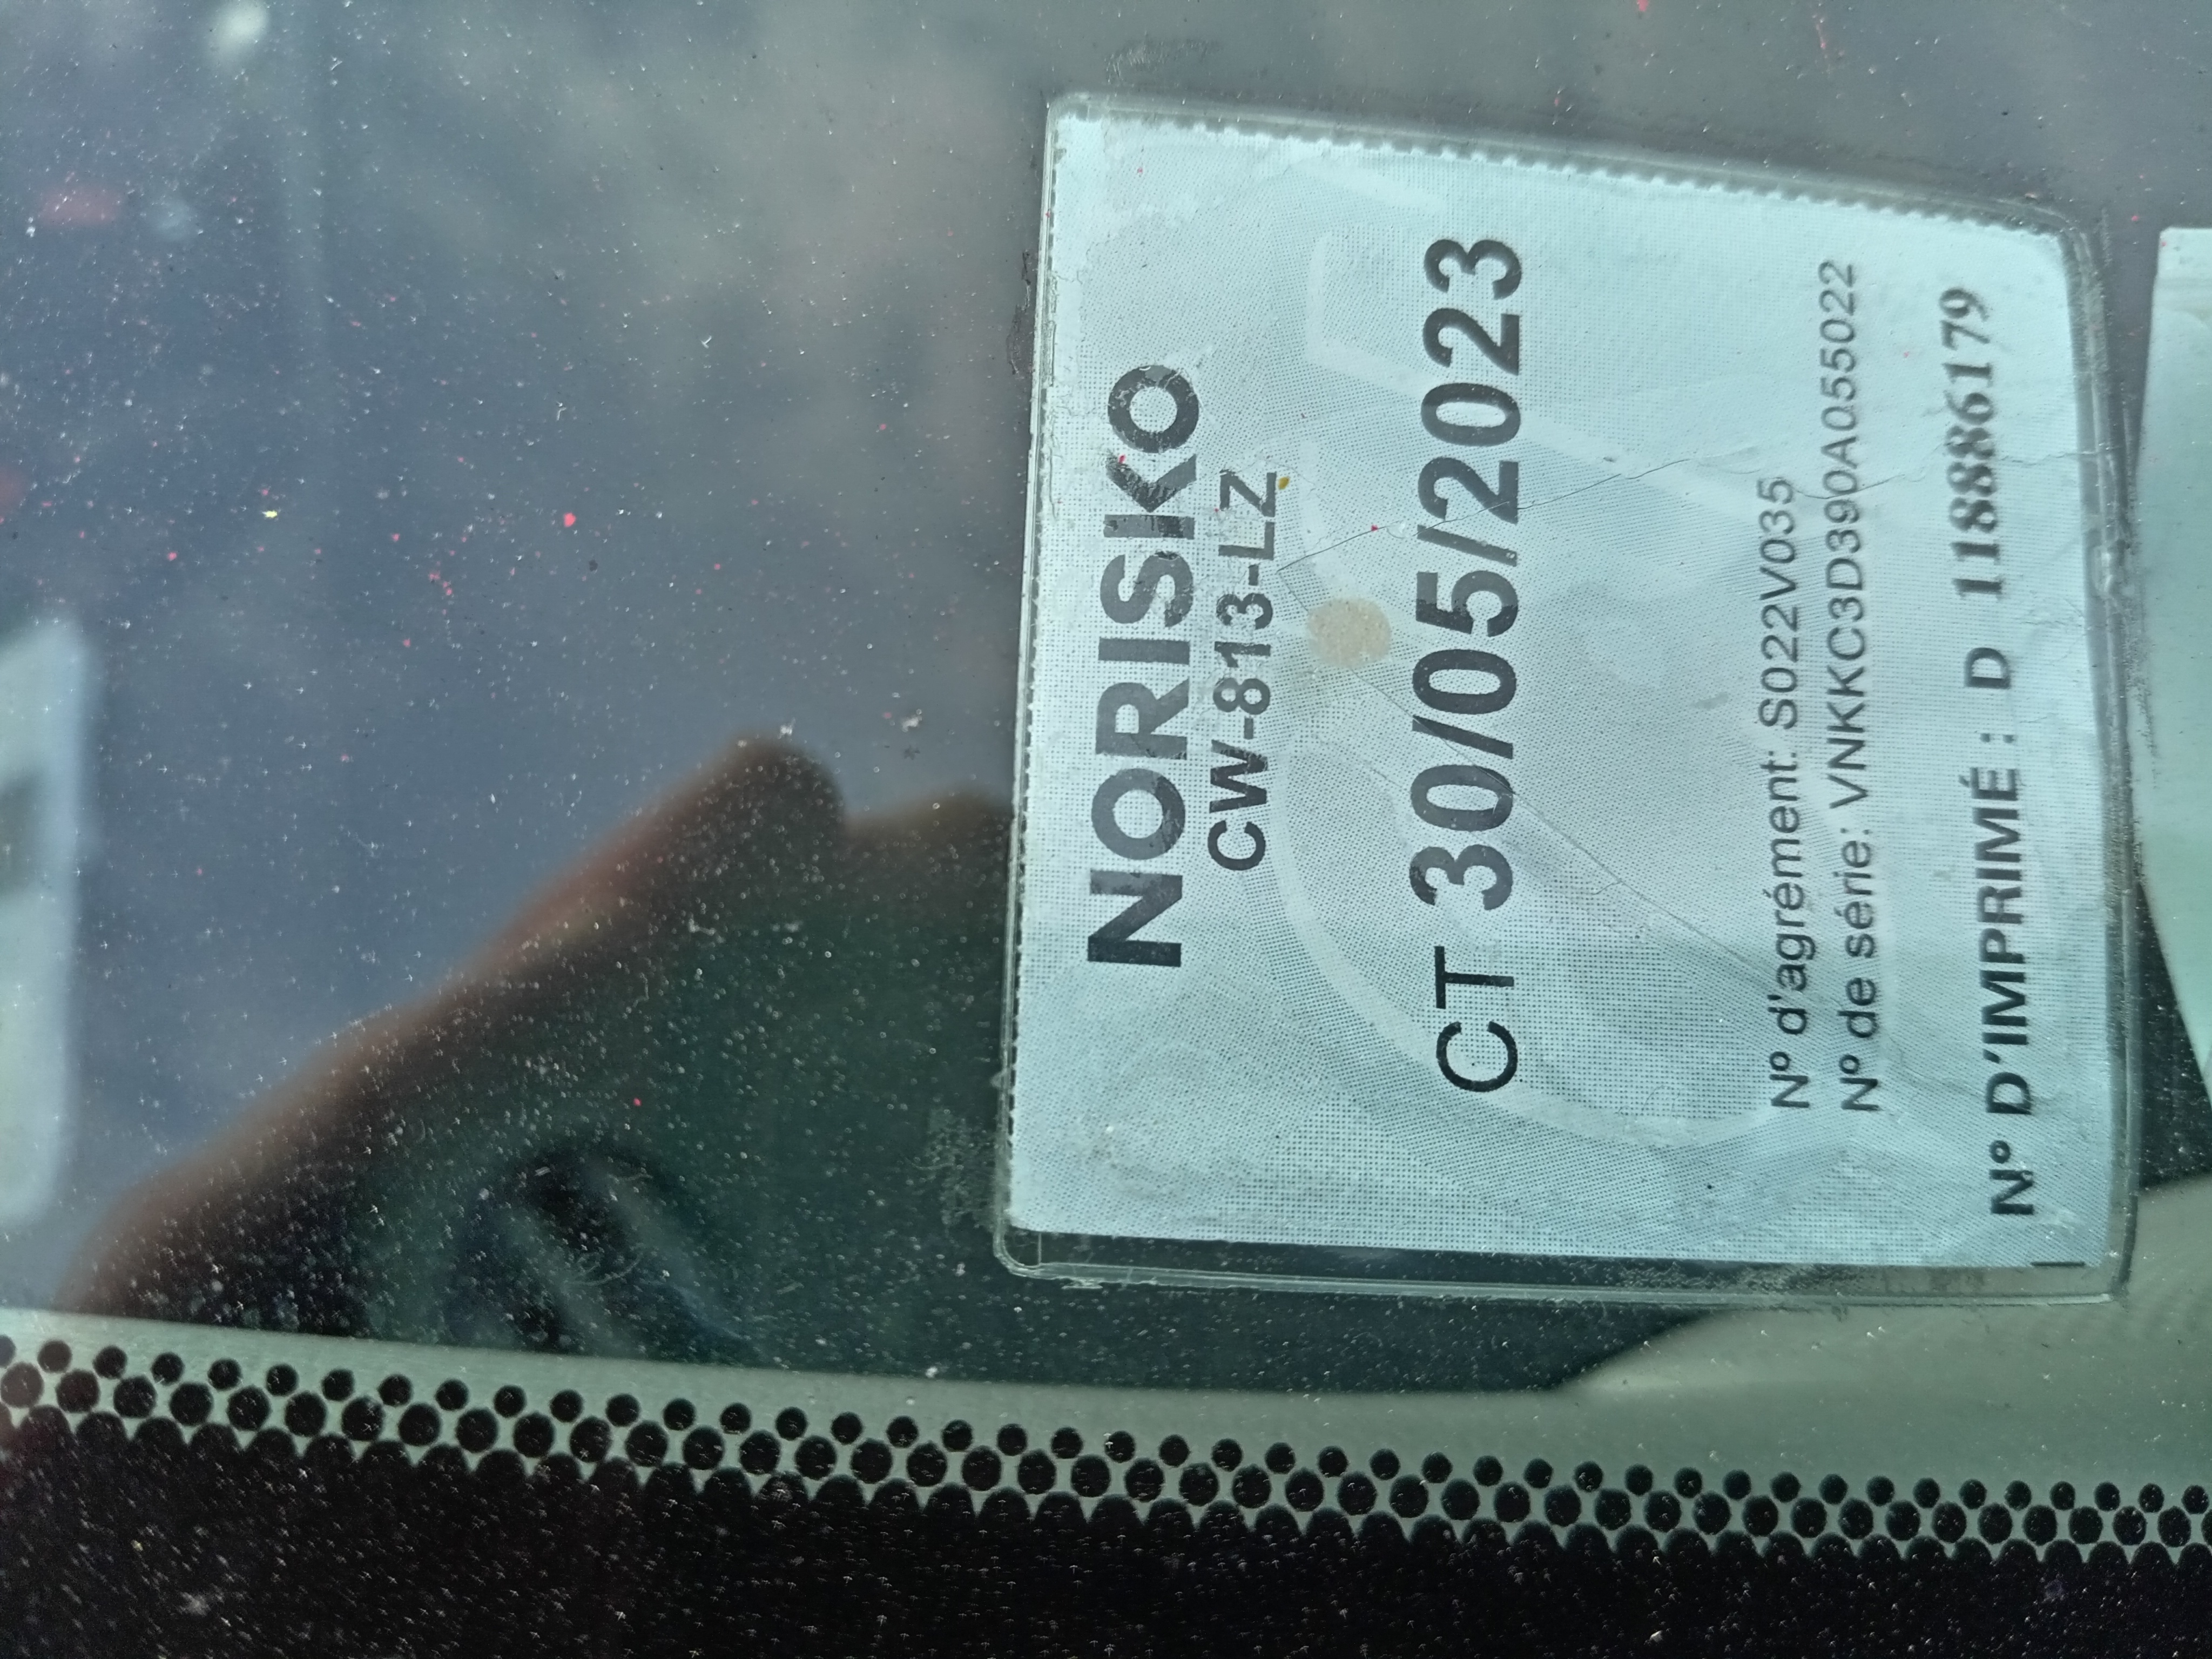 NORISKO
CW-813-LZ
CT 30/05/2023
N° d'agrément: S022V035
N° de série: VNKKC3D390A055022
N° D'IMPRIMÉ : D 118886179